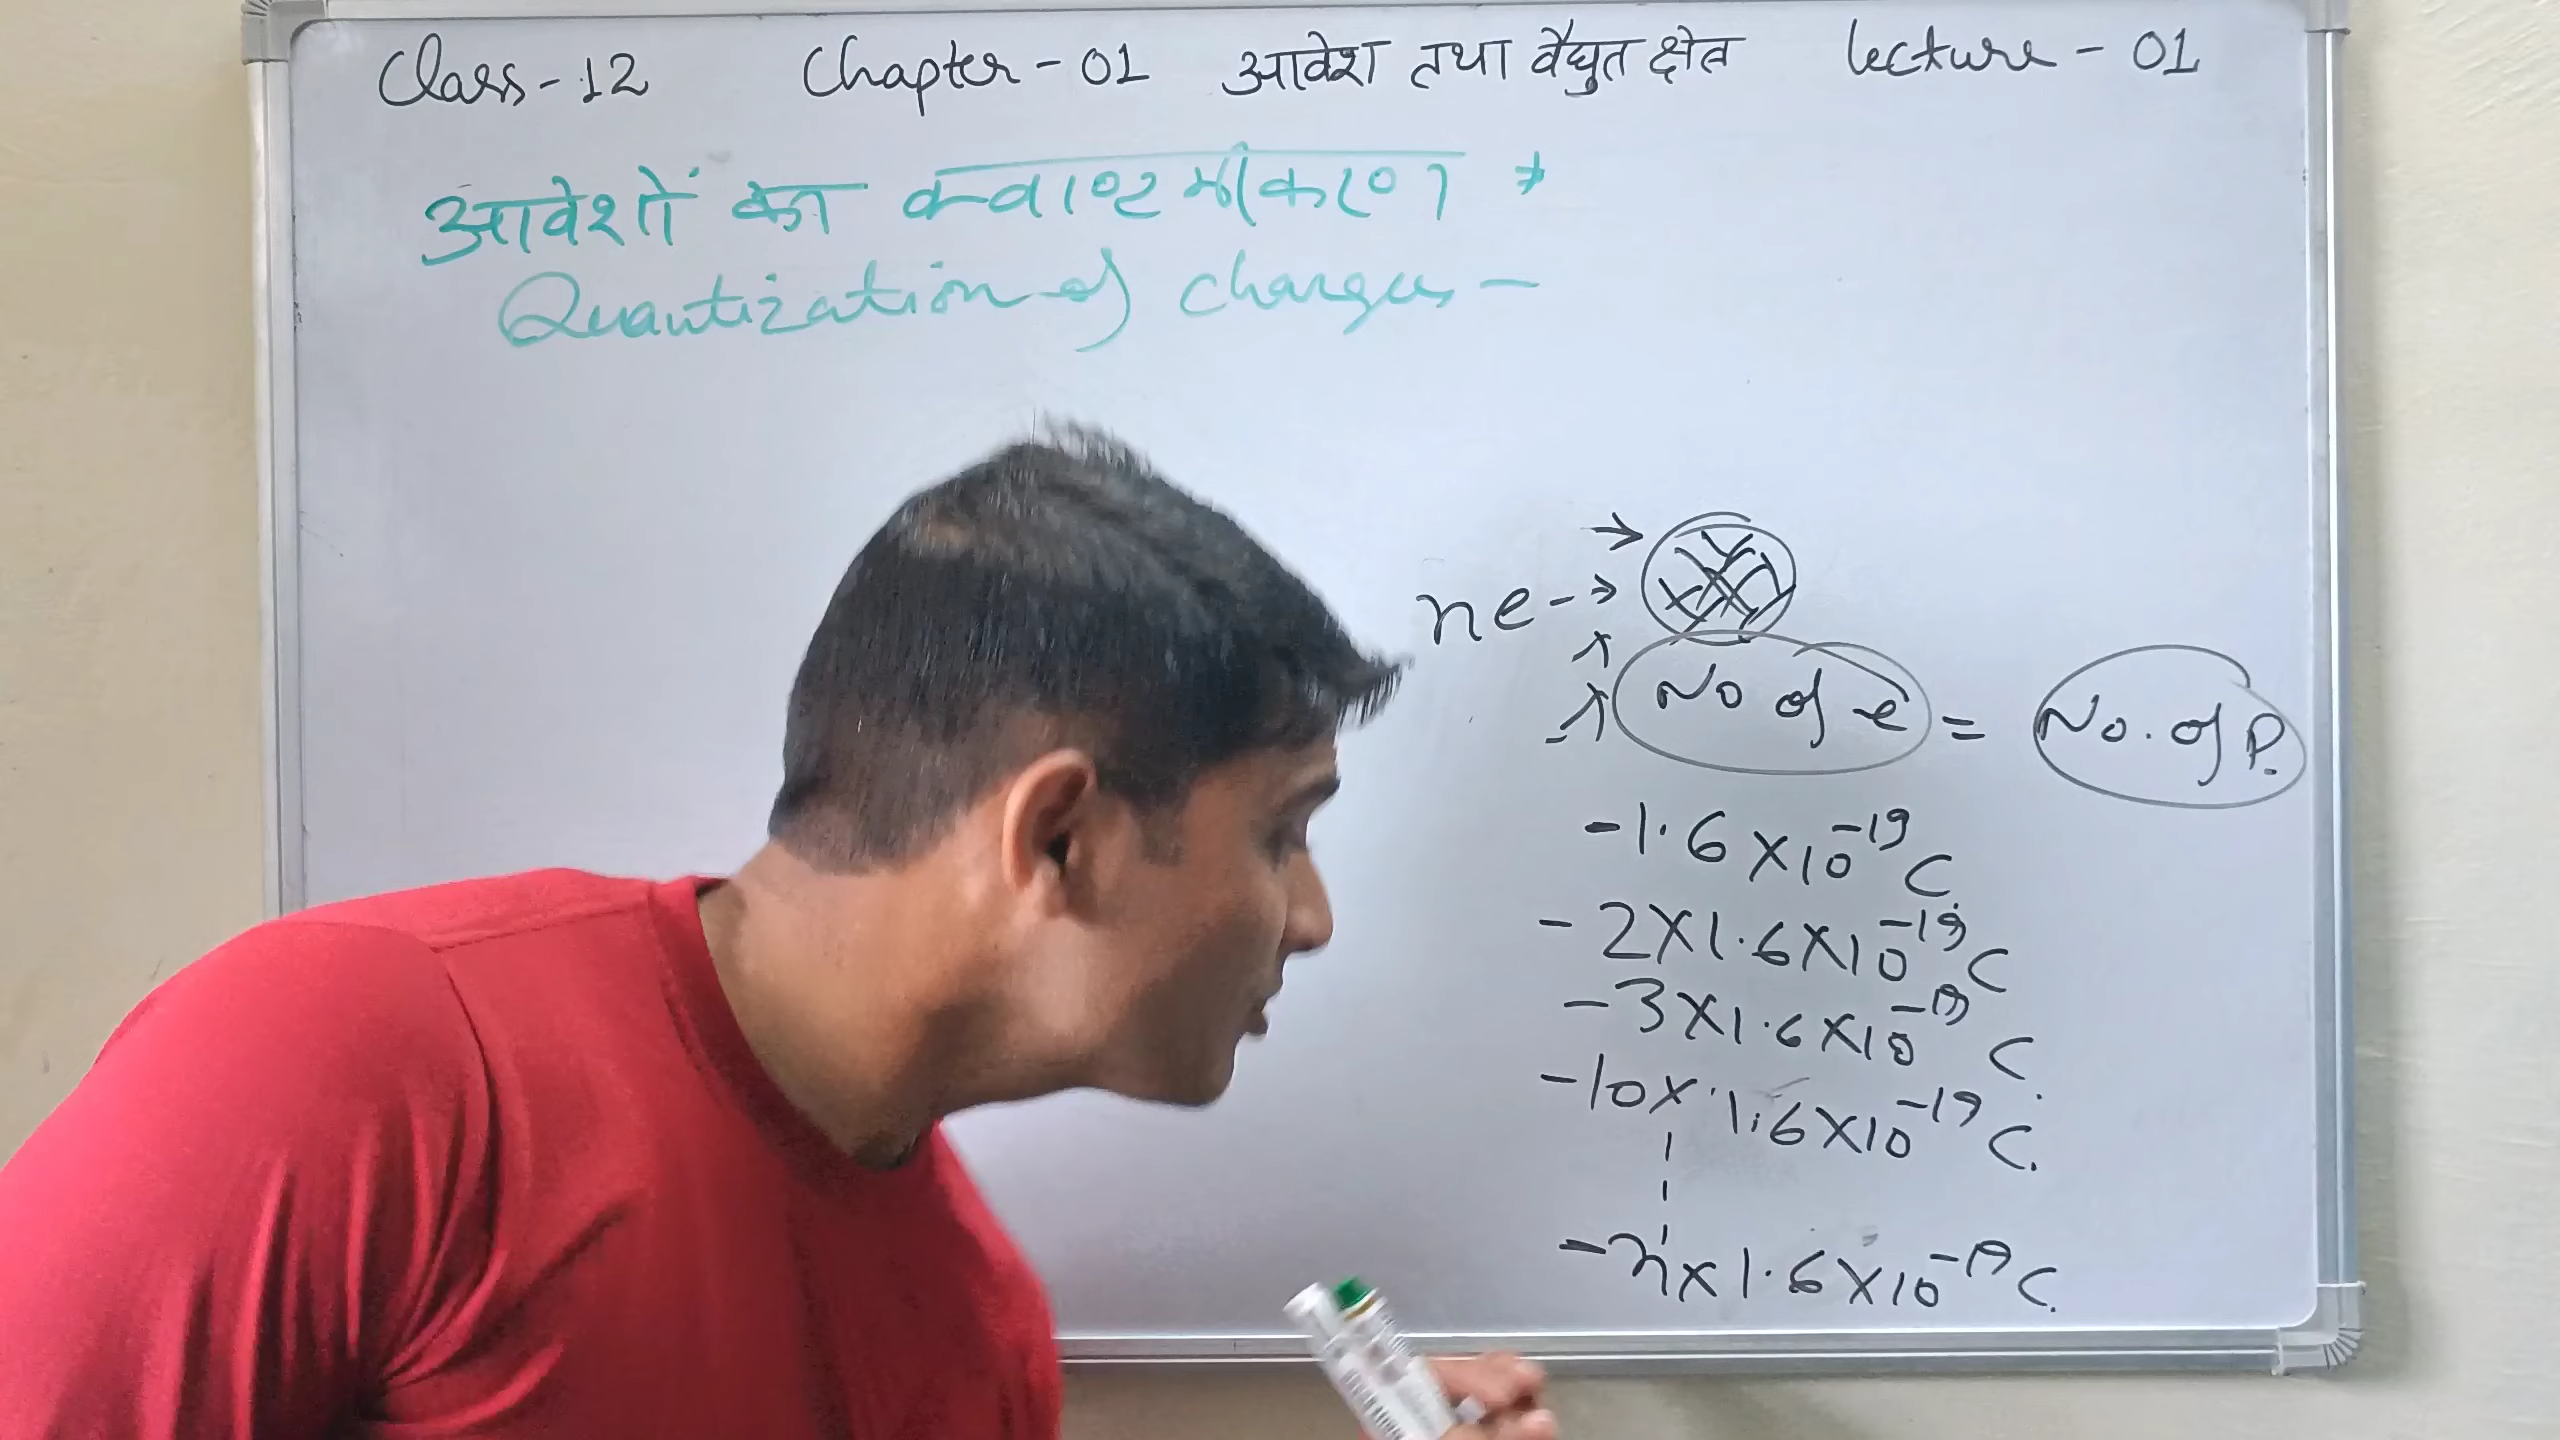 Class-12 Chapter-01 आवेश तथा वैद्युत क्षेत्र lecture-01
आवेशों का क्वाण्टमीकरण
Quantization of charges -
ne- →
No of e = No. of P.
-1.6×10⁻¹⁹ C.
-2×1.6×10⁻¹⁹ C
-3×1.6×10⁻¹⁹ C.
-10×1.6×10⁻¹⁹ C.
-n×1.6×10⁻¹⁹ C.